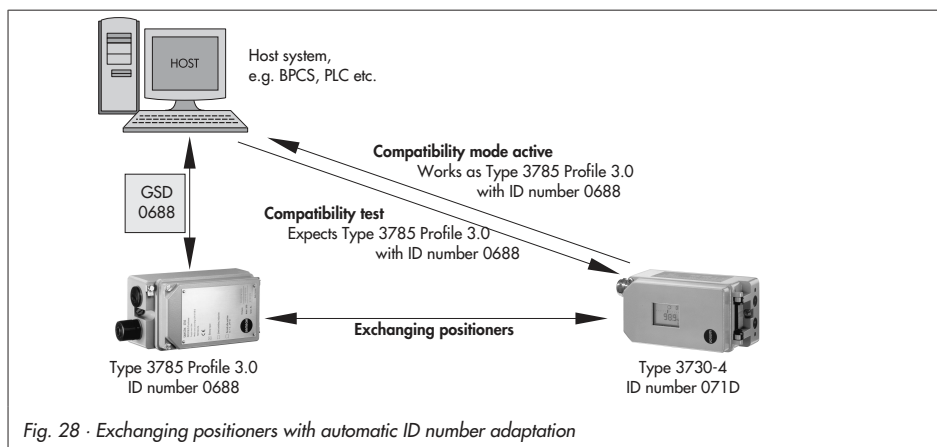 HOST
Host system,
e.g. BPCS, PLC etc.
Compatibility mode active
Works as Type 3785 Profile 3.0
with ID number 0688
GSD
0688
Compatibility test
Expects Type 3785 Profile 3.0
with ID number 0688
Exchanging positioners
Type 3785 Profile 3.0
ID number 0688
Type 3730-4
ID number 071D
Fig. 28 · Exchanging positioners with automatic ID number adaptation